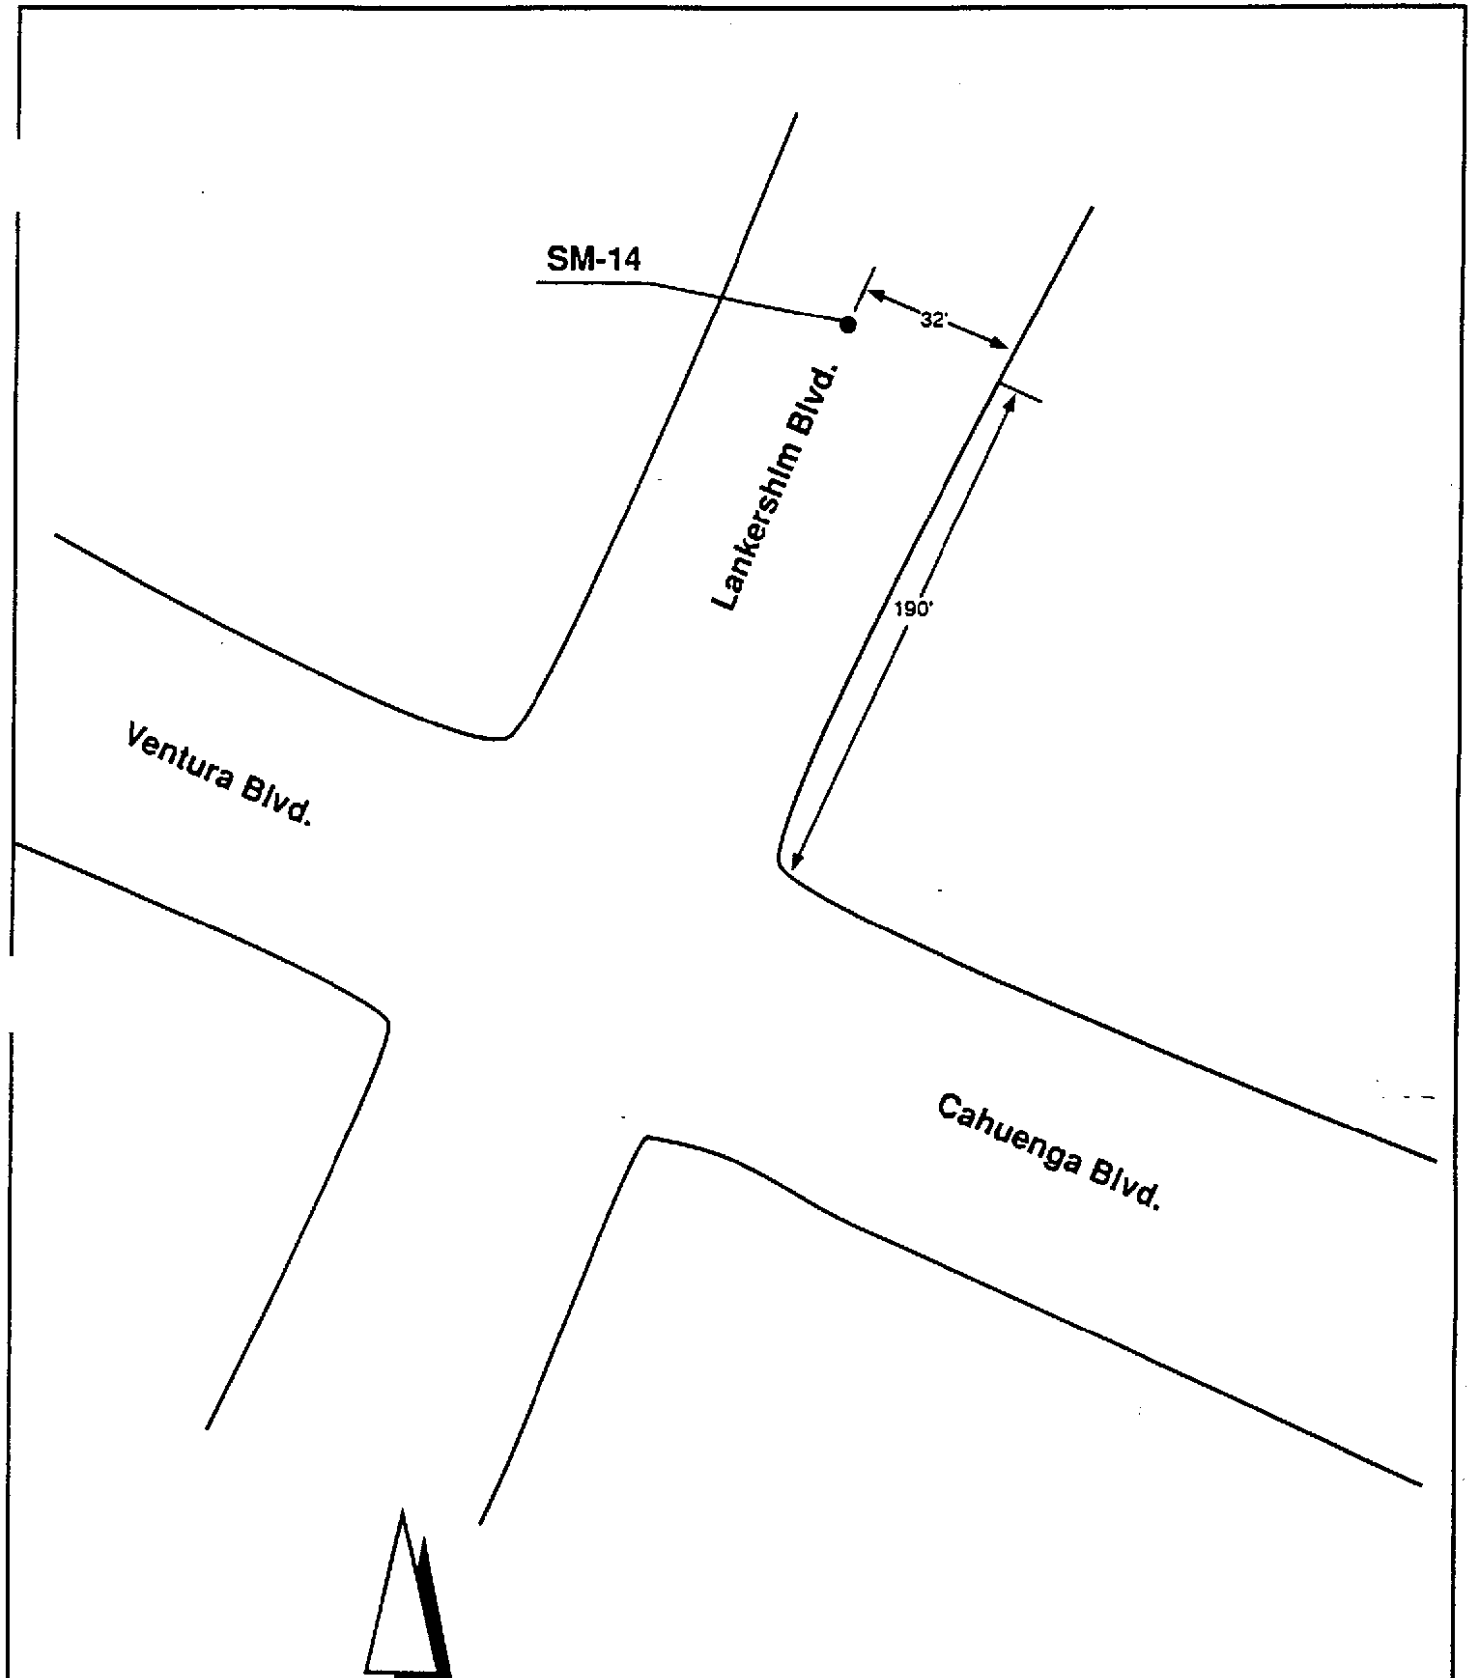 SM-14
32'
Lankershim Blvd.
190'
Ventura Blvd.
Cahuenga Blvd.